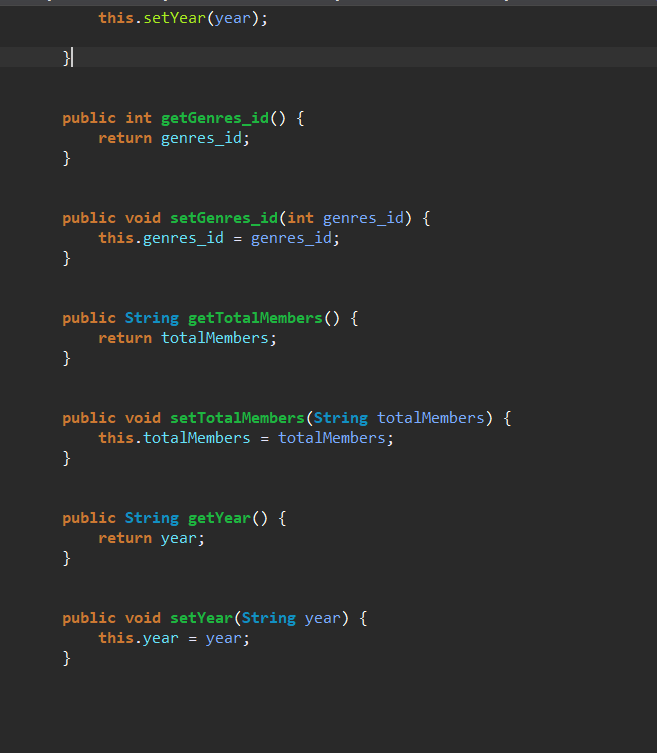 this.setYear(year);
}
public int getGenres_id() {
return genres_id;
}
public void setGenres_id(int genres_id) {
this.genres_id = genres_id;
}
public String getTotalMembers() {
return totalMembers;
}
public void setTotalMembers(String totalMembers) {
this.totalMembers = totalMembers;
}
public String getYear() {
return year;
}
public void setYear(String year) {
this.year = year;
}